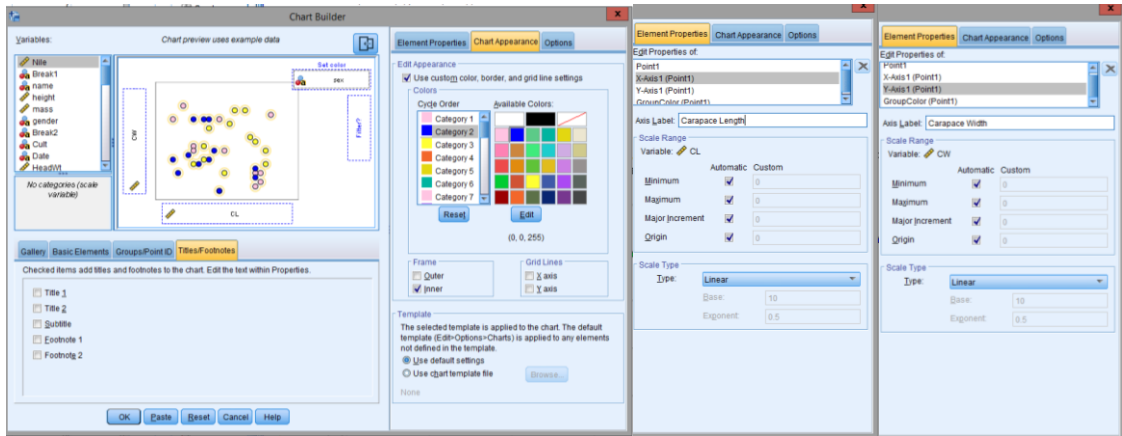 Chart Builder
Variables:
Chart preview uses example data
Nile
Break1
name
height
mass
gender
Break2
Cult
Date
HeadWt
No categories (scale
variable)
Set color
sex
CW
Filter?
CL
Gallery Basic Elements Groups/Point ID Titles/Footnotes
Checked items add titles and footnotes to the chart. Edit the text within Properties.
Title 1
Title 2
Subtitle
Footnote 1
Footnote 2
OK Paste Reset Cancel Help
Element Properties Chart Appearance Options
Edit Appearance
Use custom color, border, and grid line settings
Colors
Cycle Order Available Colors:
Category 1
Category 2
Category 3
Category 4
Category 5
Category 6
Category 7
Reset Edit
(0, 0, 255)
Frame
Outer
Inner
Grid Lines
X axis
Y axis
Template
The selected template is applied to the chart. The default
template (Edit>Options>Charts) is applied to any elements
not defined in the template.
Use default settings
Use chart template file Browse...
None
Element Properties Chart Appearance Options
Edit Properties of:
Point1
X-Axis1 (Point1)
Y-Axis1 (Point1)
GroupColor (Point1)
Axis Label: Carapace Length
Scale Range
Variable: CL
Automatic Custom
Minimum 0
Maximum 0
Major Increment 0
Origin 0
Scale Type
Type: Linear
Base: 10
Exponent: 0.5
Element Properties Chart Appearance Options
Edit Properties of:
Point1
X-Axis1 (Point1)
Y-Axis1 (Point1)
GroupColor (Point1)
Axis Label: Carapace Width
Scale Range
Variable: CW
Automatic Custom
Minimum 0
Maximum 0
Major Increment 0
Origin 0
Scale Type
Type: Linear
Base: 10
Exponent: 0.5